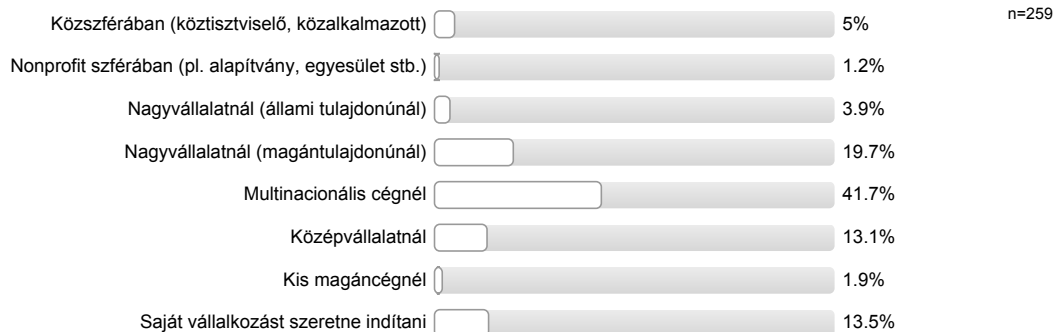 Közszférában (köztisztviselő, közalkalmazott) 5% n=259
Nonprofit szférában (pl. alapítvány, egyesület stb.) 1.2%
Nagyvállalatnál (állami tulajdonúnál) 3.9%
Nagyvállalatnál (magántulajdonúnál) 19.7%
Multinacionális cégnél 41.7%
Középvállalatnál 13.1%
Kis magáncégnél 1.9%
Saját vállalkozást szeretne indítani 13.5%